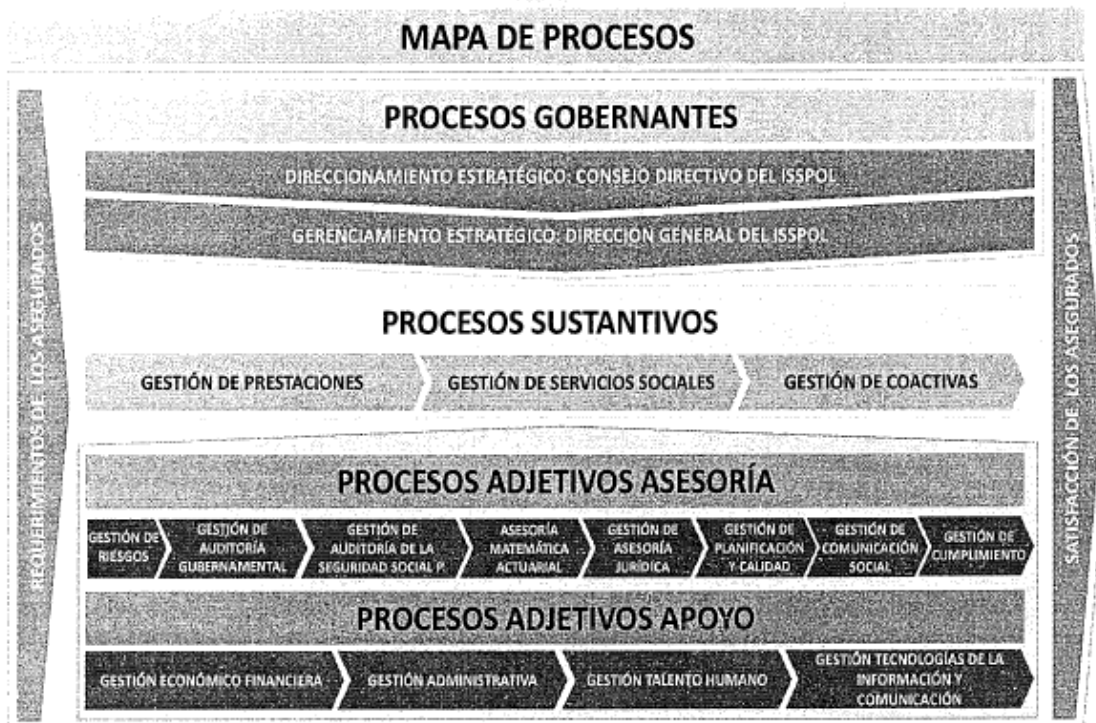 MAPA DE PROCESOS
PROCESOS GOBERNANTES
DIRECCIONAMIENTO ESTRATÉGICO: CONSEJO DIRECTIVO DEL ISSPOL
GERENCIAMIENTO ESTRATÉGICO: DIRECCIÓN GENERAL DEL ISSPOL
REQUERIMIENTOS DE LOS ASEGURADOS
PROCESOS SUSTANTIVOS
GESTIÓN DE PRESTACIONES
GESTIÓN DE SERVICIOS SOCIALES
GESTIÓN DE COACTIVAS
PROCESOS ADJETIVOS ASESORÍA
GESTIÓN DE
RIESGOS
GESTIÓN DE
AUDITORÍA
GUBERNAMENTAL
GESTIÓN DE
AUDITORÍA DE LA
SEGURIDAD SOCIAL P.
ASESORÍA
MATEMÁTICA
ACTUARIAL
GESTIÓN DE
ASESORÍA
JURÍDICA
GESTIÓN DE
PLANIFICACIÓN
Y CALIDAD
GESTIÓN DE
COMUNICACIÓN
SOCIAL
GESTIÓN DE
CUMPLIMIENTO
PROCESOS ADJETIVOS APOYO
GESTIÓN ECONÓMICO FINANCIERA
GESTIÓN ADMINISTRATIVA
GESTIÓN TALENTO HUMANO
GESTIÓN TECNOLOGÍAS DE LA
INFORMACIÓN Y
COMUNICACIÓN
SATISFACCIÓN DE LOS ASEGURADOS